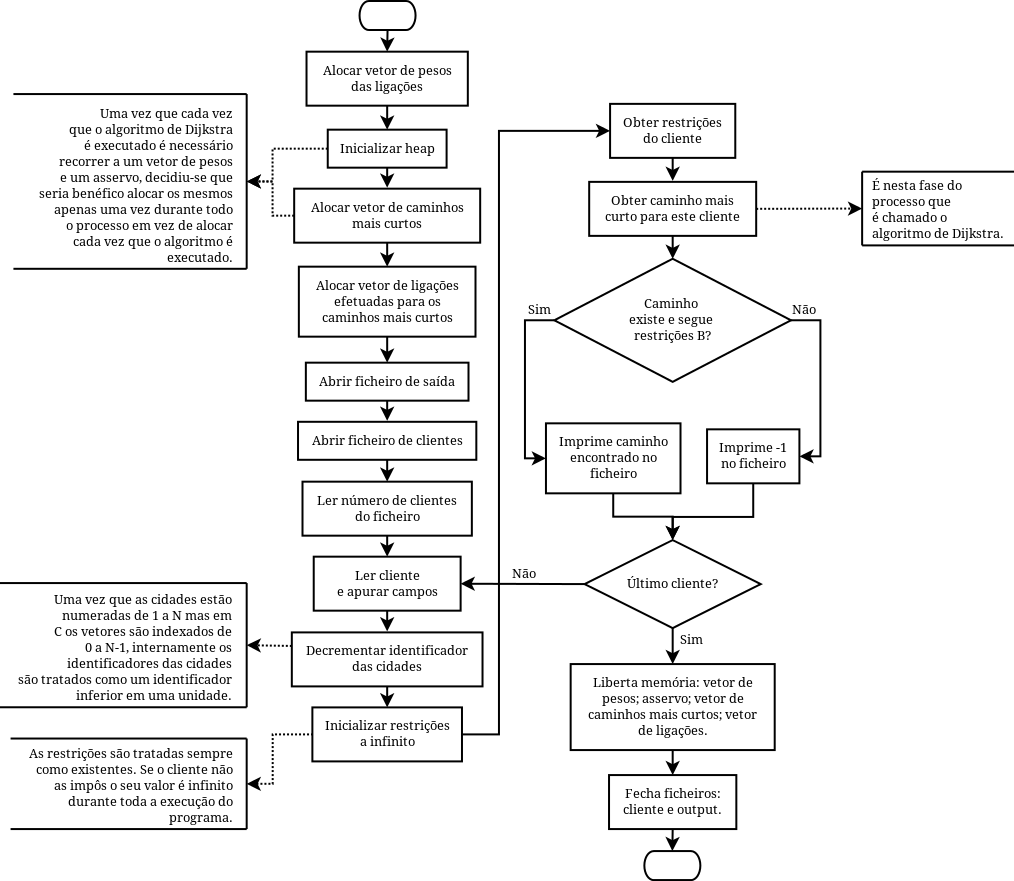 Alocar vetor de pesos
das ligações
Uma vez que cada vez
que o algoritmo de Dijkstra
é executado é necessário
recorrer a um vetor de pesos
e um asservo, decidiu-se que
seria benéfico alocar os mesmos
apenas uma vez durante todo
o processo em vez de alocar
cada vez que o algoritmo é
executado.
Inicializar heap
Alocar vetor de caminhos
mais curtos
Alocar vetor de ligações
efetuadas para os
caminhos mais curtos
Abrir ficheiro de saída
Abrir ficheiro de clientes
Ler número de clientes
do ficheiro
Ler cliente
e apurar campos
Uma vez que as cidades estão
numeradas de 1 a N mas em
C os vetores são indexados de
0 a N-1, internamente os
identificadores das cidades
são tratados como um identificador
inferior em uma unidade.
Decrementar identificador
das cidades
Inicializar restrições
a infinito
As restrições são tratadas sempre
como existentes. Se o cliente não
as impôs o seu valor é infinito
durante toda a execução do
programa.
Obter restrições
do cliente
Obter caminho mais
curto para este cliente
É nesta fase do
processo que
é chamado o
algoritmo de Dijkstra.
Sim
Caminho
existe e segue
restrições B?
Não
Imprime caminho
encontrado no
ficheiro
Imprime -1
no ficheiro
Não
Último cliente?
Sim
Liberta memória: vetor de
pesos; asservo; vetor de
caminhos mais curtos; vetor
de ligações.
Fecha ficheiros:
cliente e output.